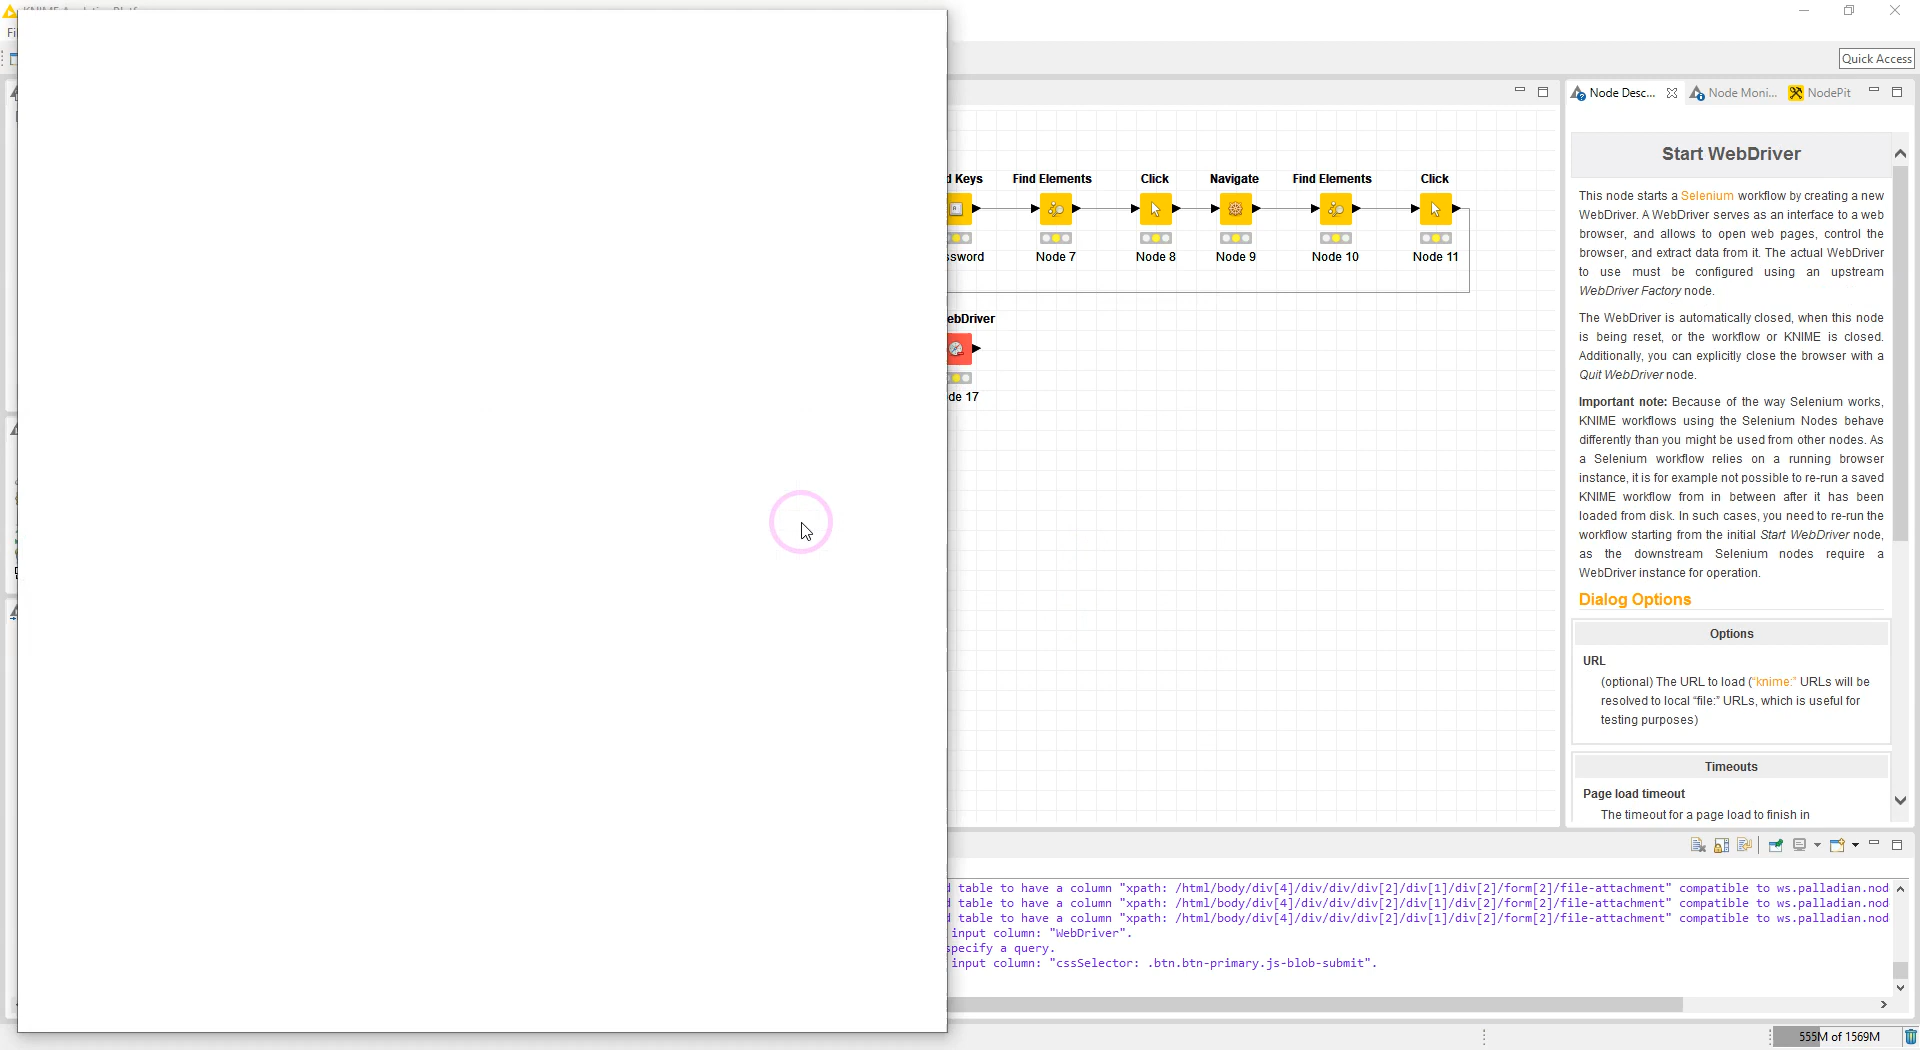 Quick Access
Node Desc...
Node Moni...
NodePit
d Keys
Find Elements
Click
Navigate
Find Elements
Click
sword
Node 7
Node 8
Node 9
Node 10
Node 11
ebDriver
de 17
Start WebDriver
This node starts a Selenium workflow by creating a new
WebDriver. A WebDriver serves as an interface to a web
browser, and allows to open web pages, control the
browser, and extract data from it. The actual WebDriver
to use must be configured using an upstream
WebDriver Factory node.
The WebDriver is automatically closed, when this node
is being reset, or the workflow or KNIME is closed.
Additionally, you can explicitly close the browser with a
Quit WebDriver node.
Important note: Because of the way Selenium works,
KNIME workflows using the Selenium Nodes behave
differently than you might be used from other nodes. As
a Selenium workflow relies on a running browser
instance, it is for example not possible to re-run a saved
KNIME workflow from in between after it has been
loaded from disk. In such cases, you need to re-run the
workflow starting from the initial Start WebDriver node,
as the downstream Selenium nodes require a
WebDriver instance for operation.
Dialog Options
Options
URL
(optional) The URL to load ("knime:" URLs will be
resolved to local "file:" URLs, which is useful for
testing purposes)
Timeouts
Page load timeout
The timeout for a page load to finish in
d table to have a column "xpath: /html/body/div[4]/div/div/div[2]/div[1]/div[2]/form[2]/file-attachment" compatible to ws.palladian.nod
d table to have a column "xpath: /html/body/div[4]/div/div/div[2]/div[1]/div[2]/form[2]/file-attachment" compatible to ws.palladian.nod
d table to have a column "xpath: /html/body/div[4]/div/div/div[2]/div[1]/div[2]/form[2]/file-attachment" compatible to ws.palladian.nod
input column: "WebDriver".
specify a query.
input column: "cssSelector: .btn.btn-primary.js-blob-submit".
555M of 1569M